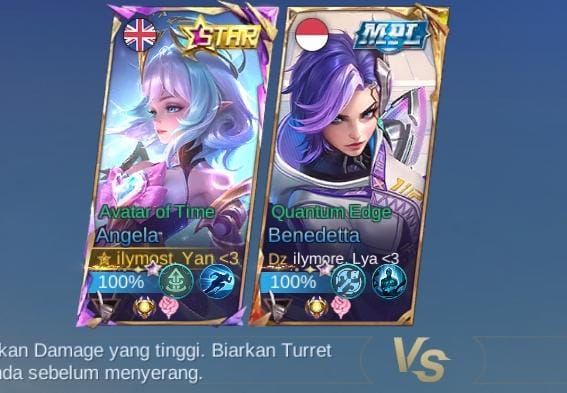 STAR
Avatar of Time
Angela
ilymost Yan <3
100%
MPL
Quantum Edge
Benedetta
Dz ilymore Lya <3
100%
kan Damage yang tinggi. Biarkan Turret
nda sebelum menyerang.
VS